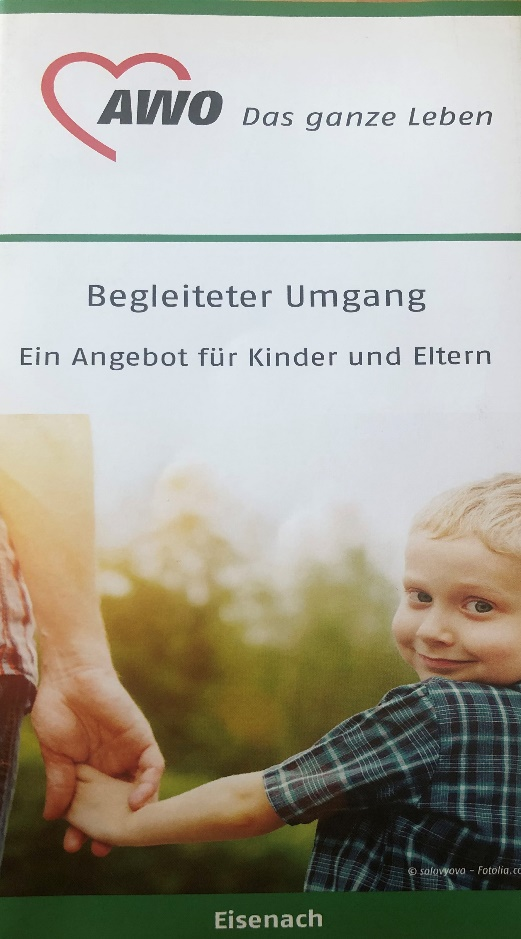 AWO Das ganze Leben
Begleiteter Umgang
Ein Angebot für Kinder und Eltern
© salovyova – Fotolia.co
Eisenach